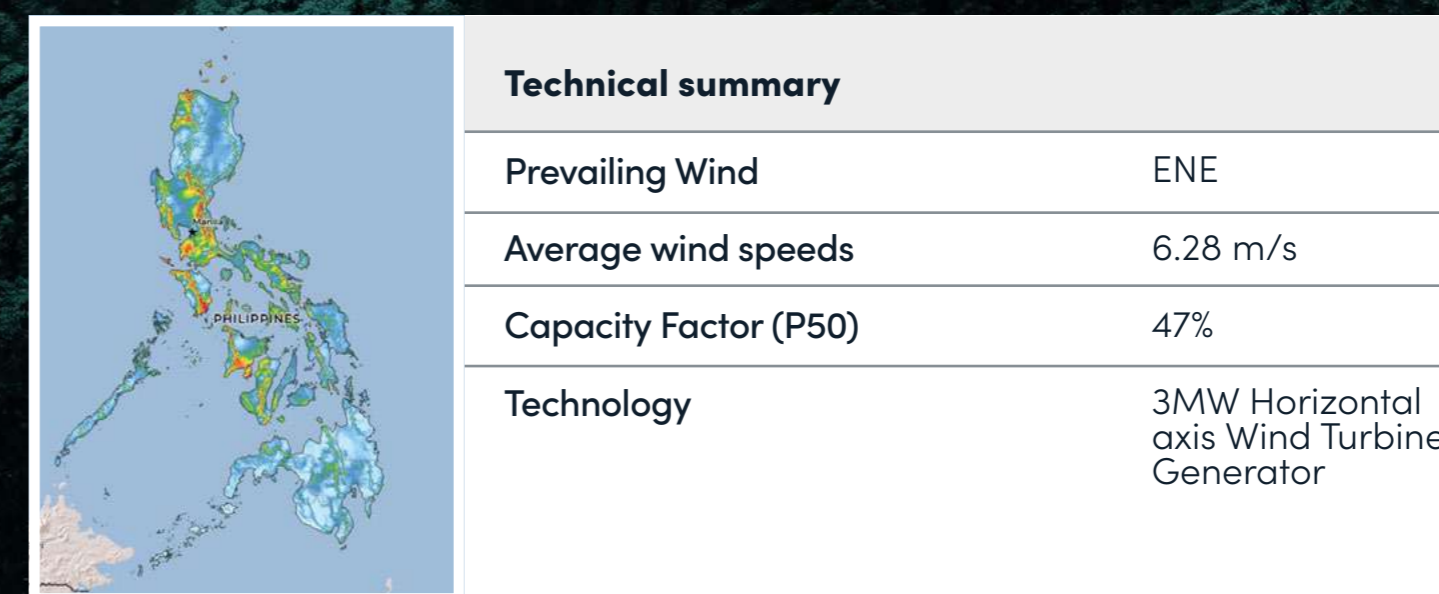 Manila
PHILIPPINES
Technical summary
Prevailing Wind ENE
Average wind speeds 6.28 m/s
Capacity Factor (P50) 47%
Technology 3MW Horizontal
axis Wind Turbine
Generator